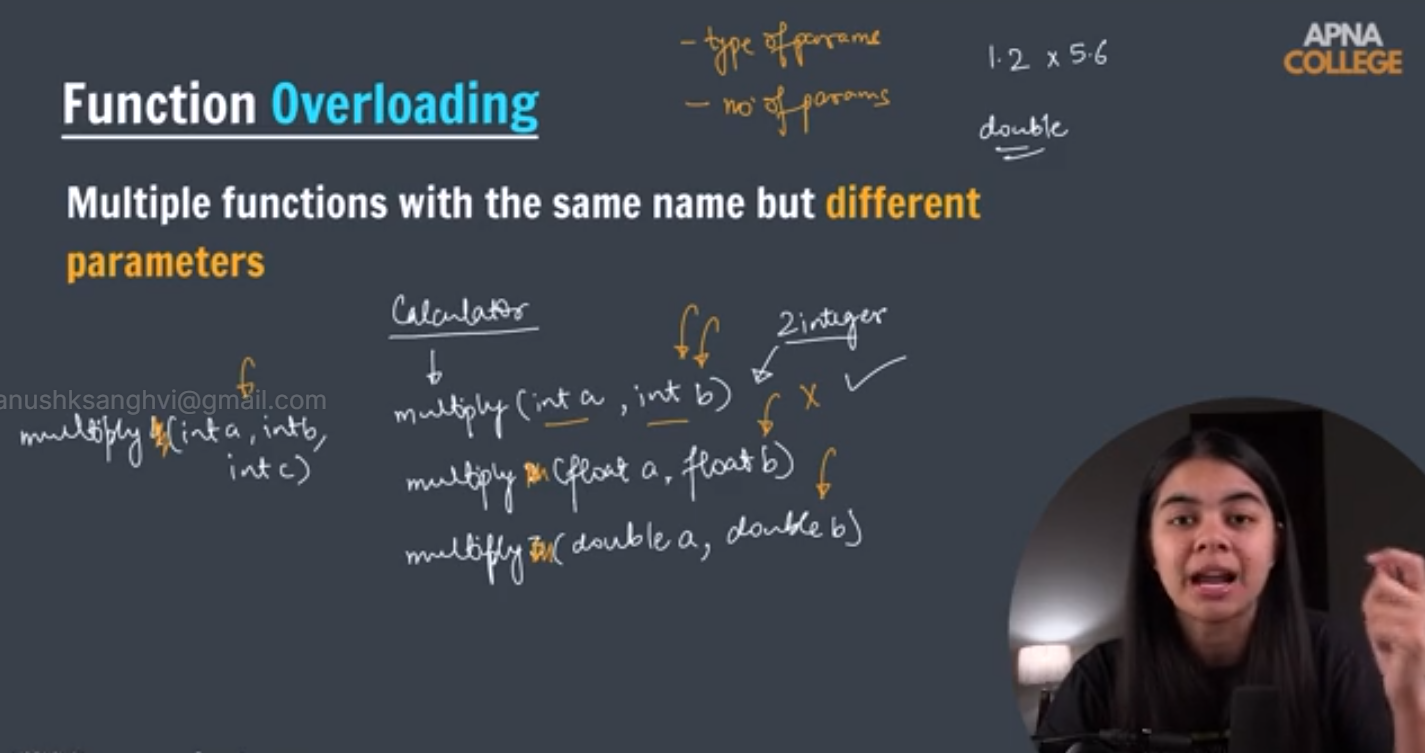 - type of params
- no of params
1.2 x 5.6
double
APNA
COLLEGE
Function Overloading
Multiple functions with the same name but different
parameters
Calculator
2 integer
anushksanghvi@gmail.com
multiply (int a, int b)
x
multiply (int a, int b,
int c)
multiply (float a, float b)
multiply (double a, double b)